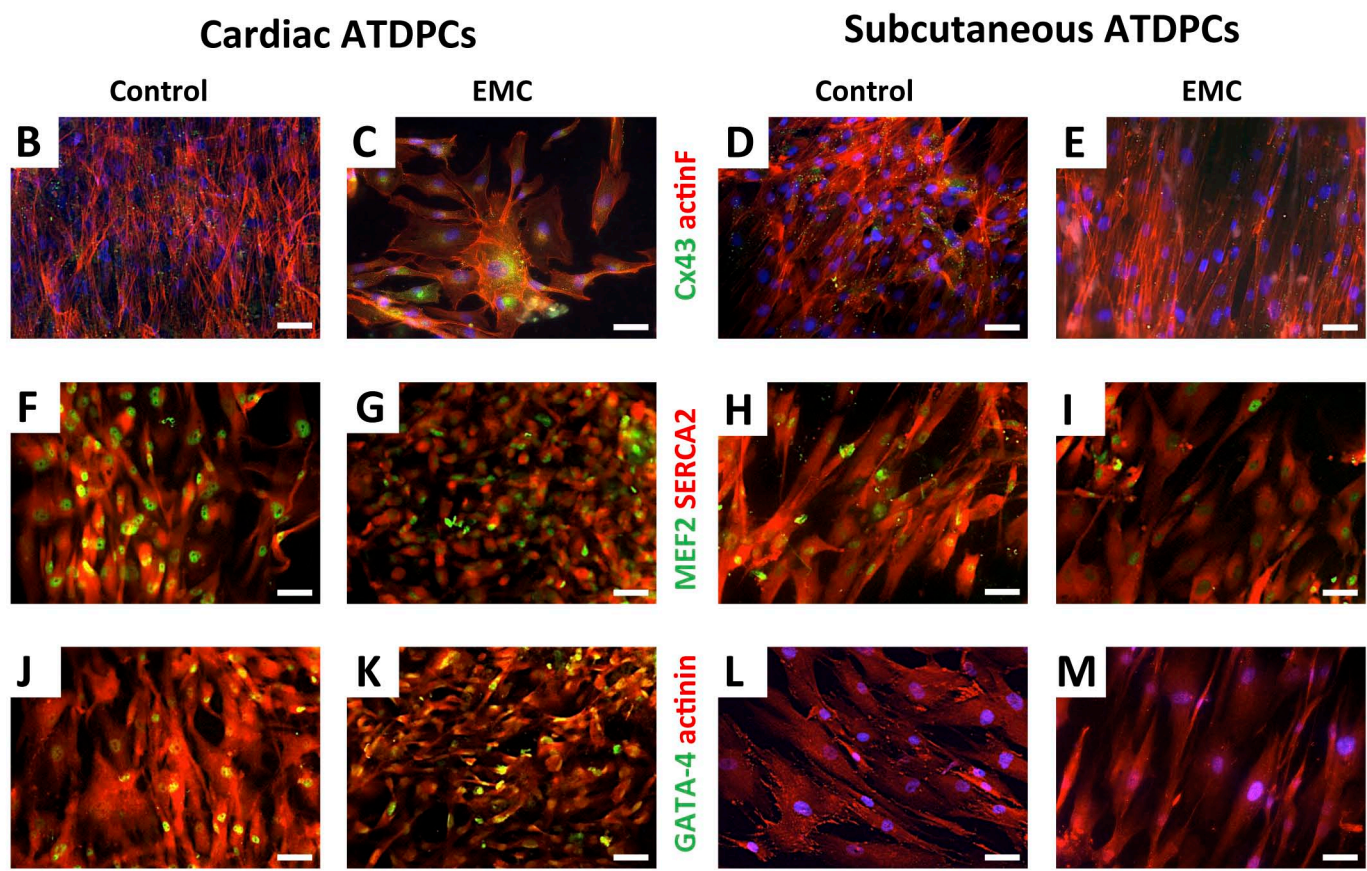 Cardiac ATDPCs
Subcutaneous ATDPCs
Control
EMC
Control
EMC
B
C
Cx43 actinF
D
E
F
G
MEF2 SERCA2
H
I
J
K
GATA-4 actinin
L
M